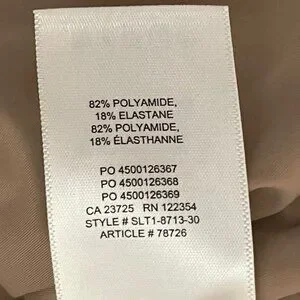 82% POLYAMIDE,
18% ELASTANE
82% POLYAMIDE,
18% ÉLASTHANNE
PO 4500126367
PO 4500126368
PO 4500126369
CA 23725 RN 122354
STYLE # SLT1-8713-30
ARTICLE # 78726